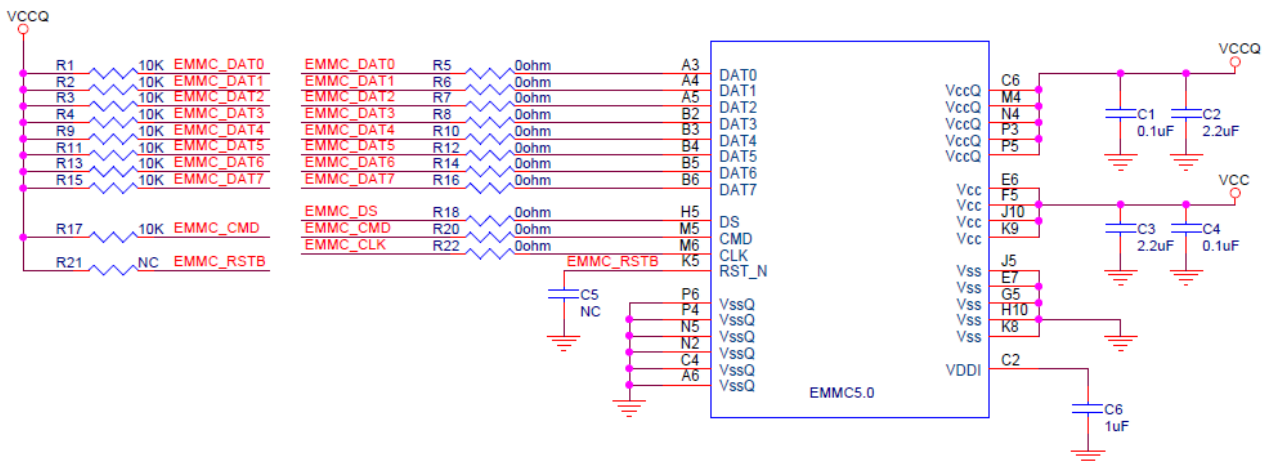 VCCQ
R1 10K EMMC_DAT0
R2 10K EMMC_DAT1
R3 10K EMMC_DAT2
R4 10K EMMC_DAT3
R9 10K EMMC_DAT4
R11 10K EMMC_DAT5
R13 10K EMMC_DAT6
R15 10K EMMC_DAT7
R17 10K EMMC_CMD
R21 NC EMMC_RSTB
EMMC_DAT0 R5 0ohm A3 DAT0
EMMC_DAT1 R6 0ohm A4 DAT1
EMMC_DAT2 R7 0ohm A5 DAT2
EMMC_DAT3 R8 0ohm B2 DAT3
EMMC_DAT4 R10 0ohm B3 DAT4
EMMC_DAT5 R12 0ohm B4 DAT5
EMMC_DAT6 R14 0ohm B5 DAT6
EMMC_DAT7 R16 0ohm B6 DAT7
EMMC_DS R18 0ohm H5 DS
EMMC_CMD R20 0ohm M5 CMD
EMMC_CLK R22 0ohm M6 CLK
EMMC_RSTB K5 RST_N
C5
NC
P6 VssQ
P4 VssQ
N5 VssQ
N2 VssQ
C4 VssQ
A6 VssQ
EMMC5.0
VccQ C6
VccQ M4
VccQ N4
VccQ P3
VccQ P5
VCCQ
C1
0.1uF
C2
2.2uF
Vcc E6
Vcc F5
Vcc J10
Vcc K9
VCC
C3
2.2uF
C4
0.1uF
Vss J5
Vss E7
Vss G5
Vss H10
Vss K8
VDDI C2
C6
1uF